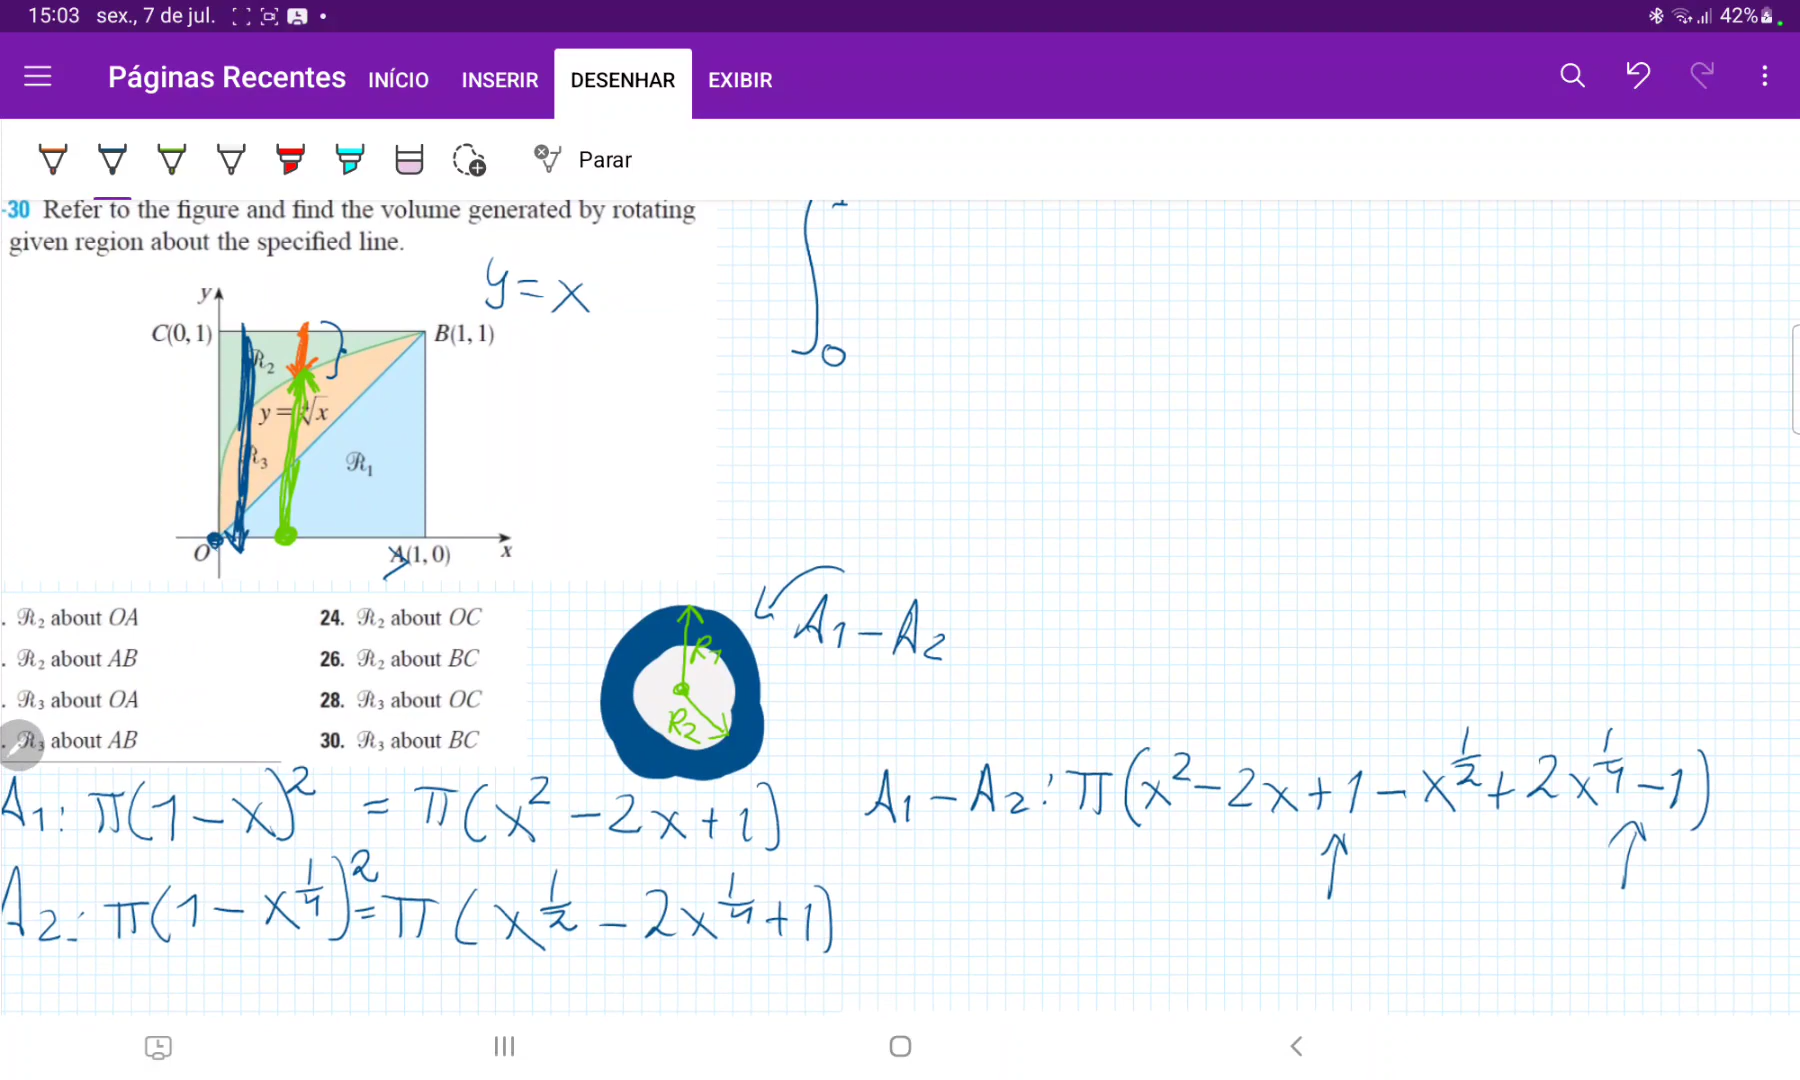 15:03 sex., 7 de jul.
42%
Páginas Recentes INÍCIO INSERIR DESENHAR EXIBIR
Parar
-30 Refer to the figure and find the volume generated by rotating
given region about the specified line.
y = x
y
C(0, 1)
B(1, 1)
R₂
y = ∜x
R₃
R₁
O
A(1, 0)
x
∫₀¹
. R₂ about OA
24. R₂ about OC
. R₂ about AB
26. R₂ about BC
. R₃ about OA
28. R₃ about OC
. R₃ about AB
30. R₃ about BC
R1
R2
A1 - A2
A1: π(1 - x)² = π(x² - 2x + 1)
A2: π(1 - x^(1/4))² = π(x^(1/2) - 2x^(1/4) + 1)
A1 - A2: π(x² - 2x + 1 - x^(1/2) + 2x^(1/4) - 1)